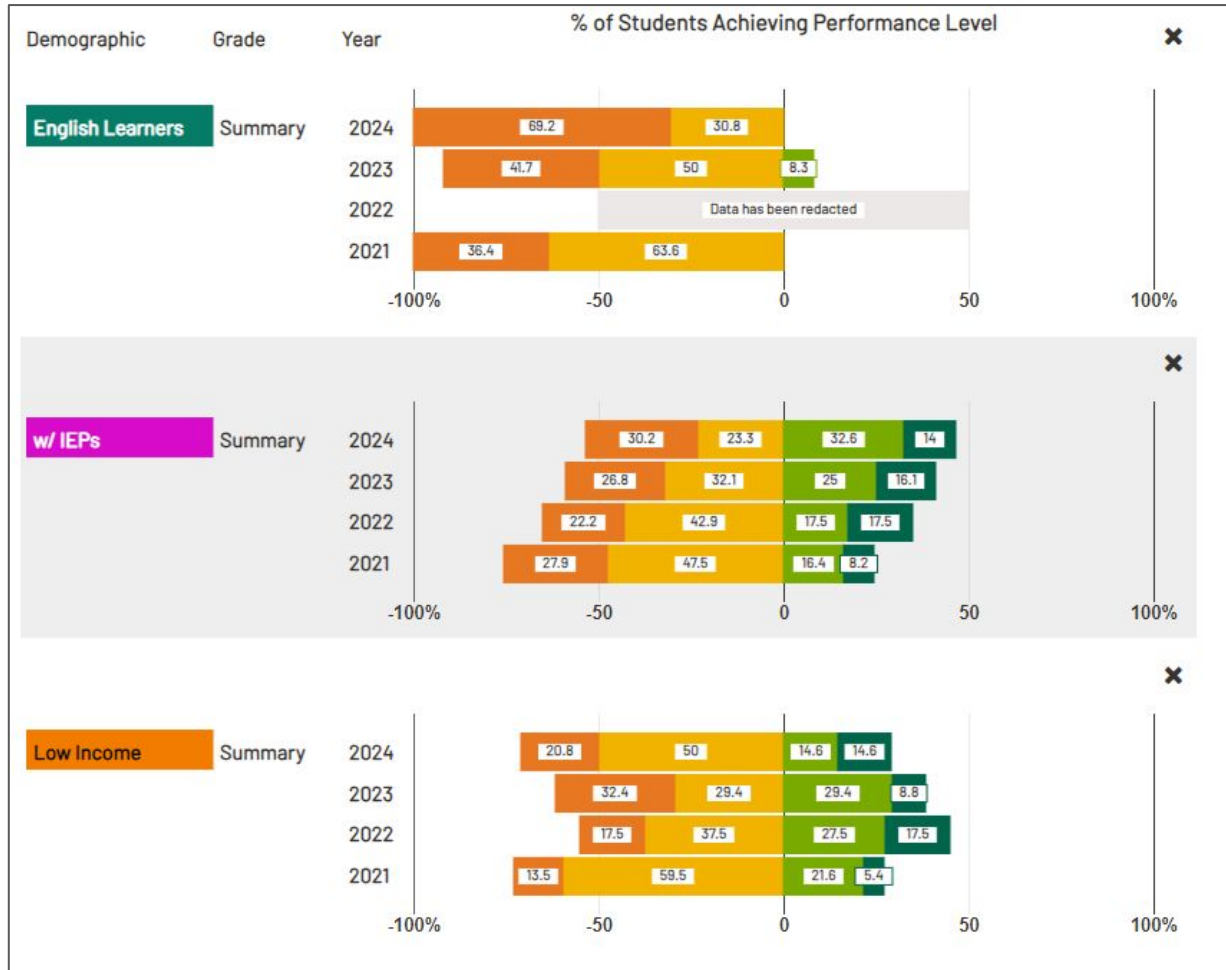 % of Students Achieving Performance Level
Demographic Grade Year
English Learners Summary 2024 69.2 30.8
2023 41.7 50 8.3
2022 Data has been redacted
2021 36.4 63.6
-100% -50 0 50 100%
w/ IEPs Summary 2024 30.2 23.3 32.6 14
2023 26.8 32.1 25 16.1
2022 22.2 42.9 17.5 17.5
2021 27.9 47.5 16.4 8.2
-100% -50 0 50 100%
Low Income Summary 2024 20.8 50 14.6 14.6
2023 32.4 29.4 29.4 8.8
2022 17.5 37.5 27.5 17.5
2021 13.5 59.5 21.6 5.4
-100% -50 0 50 100%